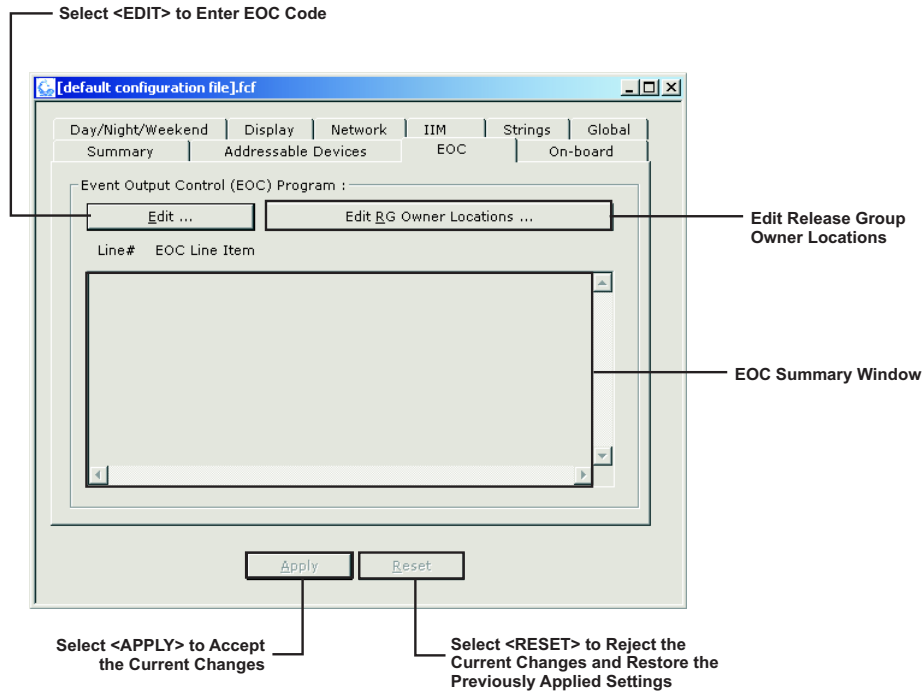 Select <EDIT> to Enter EOC Code
[default configuration file].fcf
Day/Night/Weekend Display Network IIM Strings Global
Summary Addressable Devices EOC On-board
Event Output Control (EOC) Program :
Edit ... Edit RG Owner Locations ...
Edit Release Group
Owner Locations
Line# EOC Line Item
EOC Summary Window
Apply Reset
Select <APPLY> to Accept
the Current Changes
Select <RESET> to Reject the
Current Changes and Restore the
Previously Applied Settings